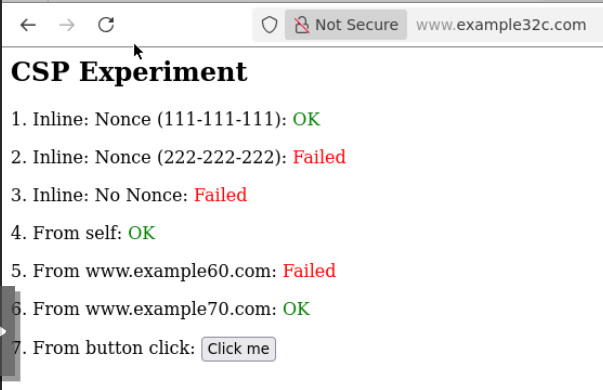 Not Secure www.example32c.com
CSP Experiment
1. Inline: Nonce (111-111-111): OK
2. Inline: Nonce (222-222-222): Failed
3. Inline: No Nonce: Failed
4. From self: OK
5. From www.example60.com: Failed
6. From www.example70.com: OK
7. From button click: Click me